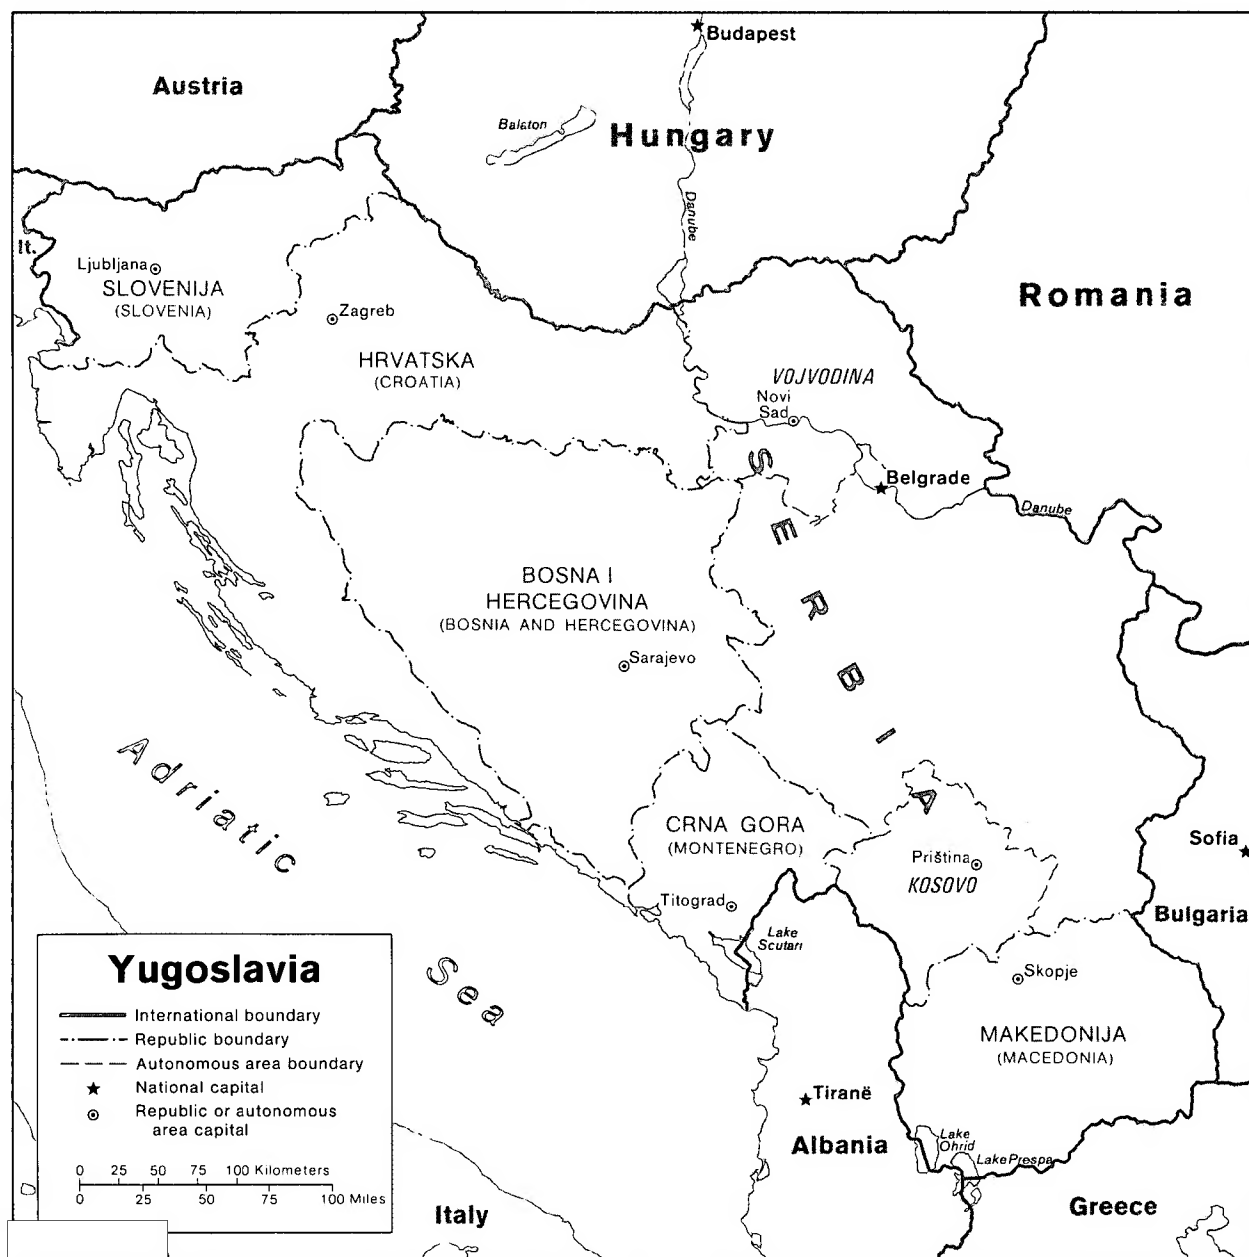 Budapest
Austria
Balaton
Hungary
Danube
It.
Ljubljana
SLOVENIJA
(SLOVENIA)
Zagreb
Romania
HRVATSKA
(CROATIA)
VOJVODINA
Novi
Sad
Belgrade
Danube
SERBIA
BOSNA I
HERCEGOVINA
(BOSNIA AND HERCEGOVINA)
Sarajevo
Adriatic
Sea
CRNA GORA
(MONTENEGRO)
Titograd
Priština
KOSOVO
Sofia
Bulgaria
Lake
Scutari
Skopje
MAKEDONIJA
(MACEDONIA)
Tiranë
Albania
Lake
Ohrid
Lake Prespa
Greece
Italy
Yugoslavia
International boundary
Republic boundary
Autonomous area boundary
National capital
Republic or autonomous
area capital
0 25 50 75 100 Kilometers
0 25 50 75 100 Miles